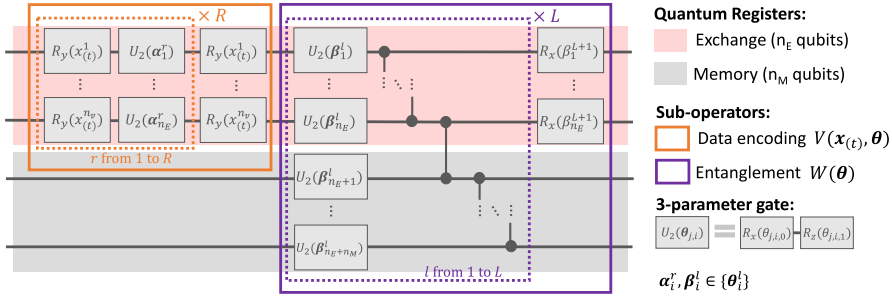 × R
× L
R_y(x^1_(t)) U_2(α^r_1) R_y(x^1_(t)) U_2(β^l_1) R_x(β^{L+1}_1)
⋮ ⋮ ⋮ ⋮ ⋱ ⋮ ⋮
R_y(x^{n_v}_(t)) U_2(α^r_{n_E}) R_y(x^{n_v}_(t)) U_2(β^l_{n_E}) R_x(β^{L+1}_{n_E})
r from 1 to R
U_2(β^l_{n_E+1})
⋮ ⋮ ⋱ ⋮
U_2(β^l_{n_E+n_M})
l from 1 to L
Quantum Registers:
Exchange (n_E qubits)
Memory (n_M qubits)
Sub-operators:
Data encoding V(x_(t), θ)
Entanglement W(θ)
3-parameter gate:
U_2(θ_{j,i}) = R_x(θ_{j,i,0}) R_z(θ_{j,i,1})
α^r_i, β^l_i ∈ {θ^l_i}